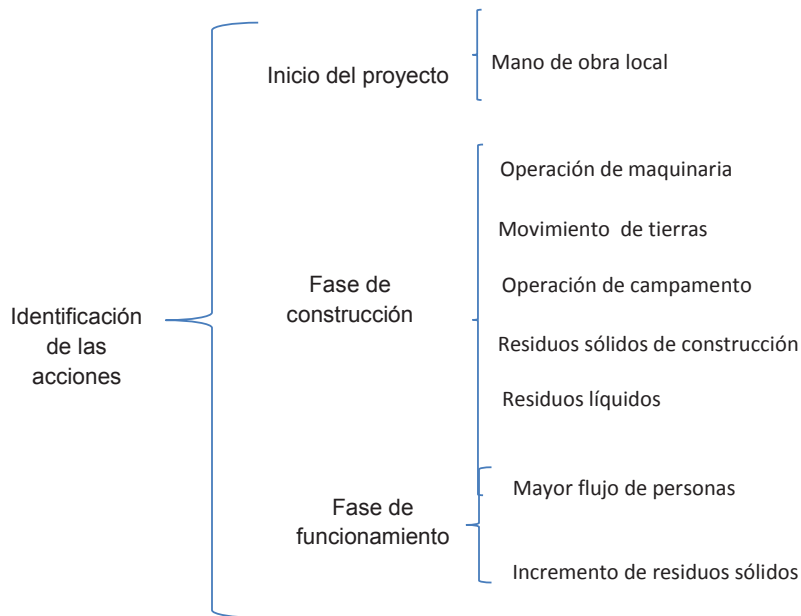 Identificación
de las
acciones
Inicio del proyecto
Mano de obra local
Fase de
construcción
Operación de maquinaria
Movimiento de tierras
Operación de campamento
Residuos sólidos de construcción
Residuos líquidos
Fase de
funcionamiento
Mayor flujo de personas
Incremento de residuos sólidos